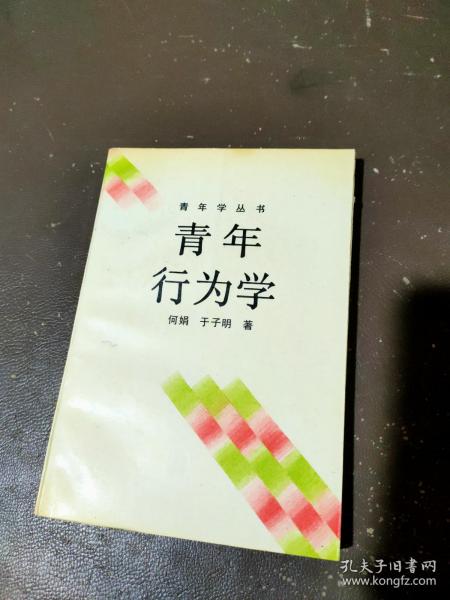 青年学丛书
青年
行为学
何娟 于子明 著
孔夫子旧书网
www.kongfz.com